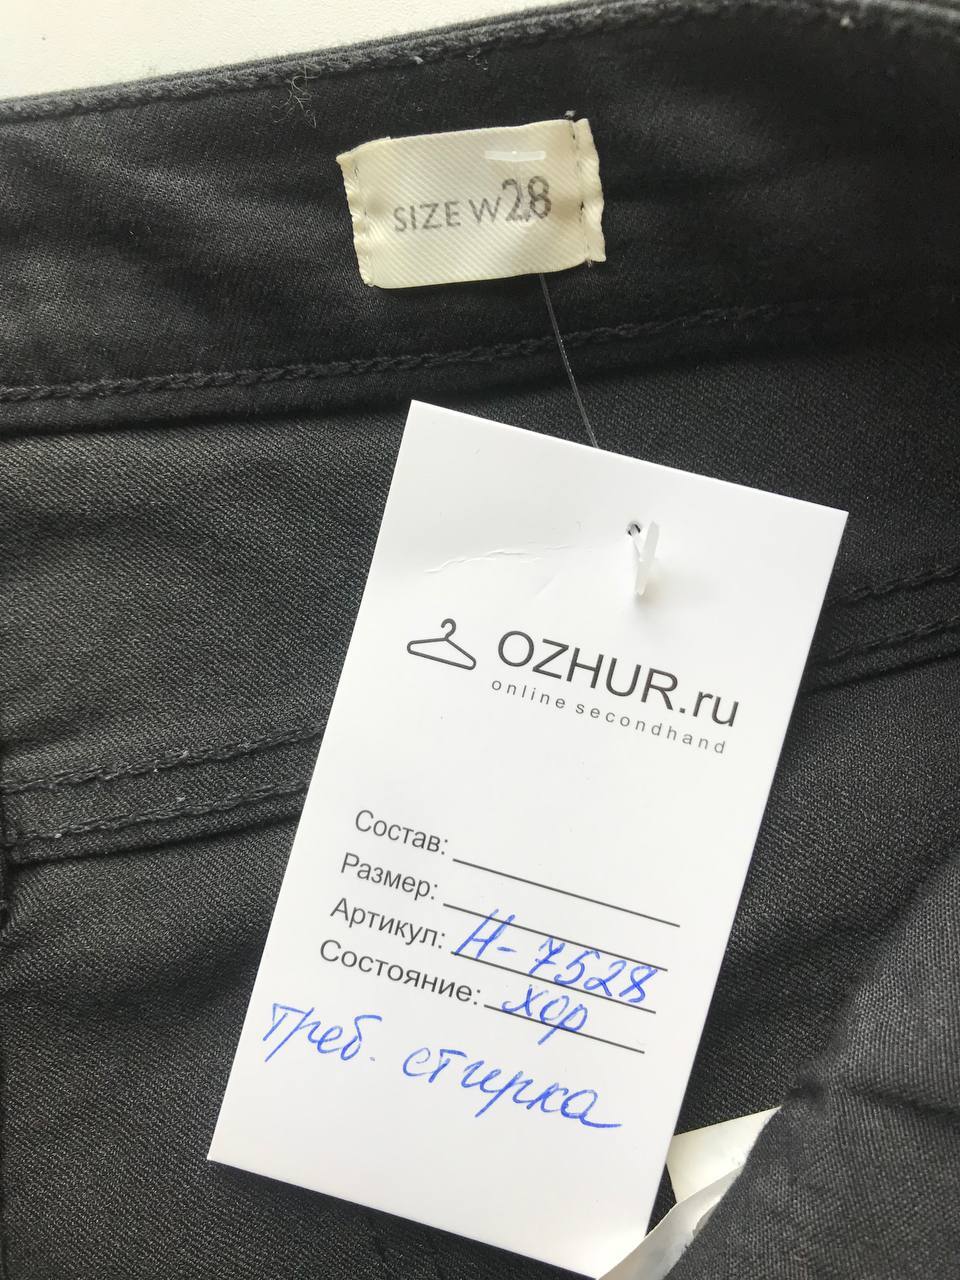 SIZE W28
OZHUR.ru
online secondhand
Состав:
Размер:
Артикул: Н-7528
Состояние: хор
треб. стирка